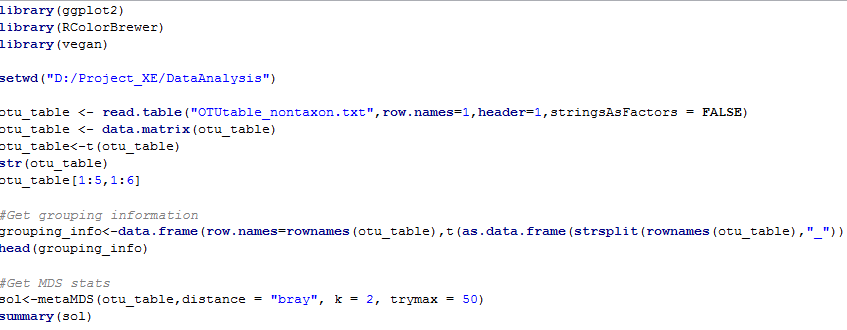 library(ggplot2)
library(RColorBrewer)
library(vegan)
setwd("D:/Project_XE/DataAnalysis")
otu_table <- read.table("OTUtable_nontaxon.txt",row.names=1,header=1,stringsAsFactors = FALSE)
otu_table <- data.matrix(otu_table)
otu_table<-t(otu_table)
str(otu_table)
otu_table[1:5,1:6]
#Get grouping information
grouping_info<-data.frame(row.names=rownames(otu_table),t(as.data.frame(strsplit(rownames(otu_table),"_"))
head(grouping_info)
#Get MDS stats
sol<-metaMDS(otu_table,distance = "bray", k = 2, trymax = 50)
summary(sol)